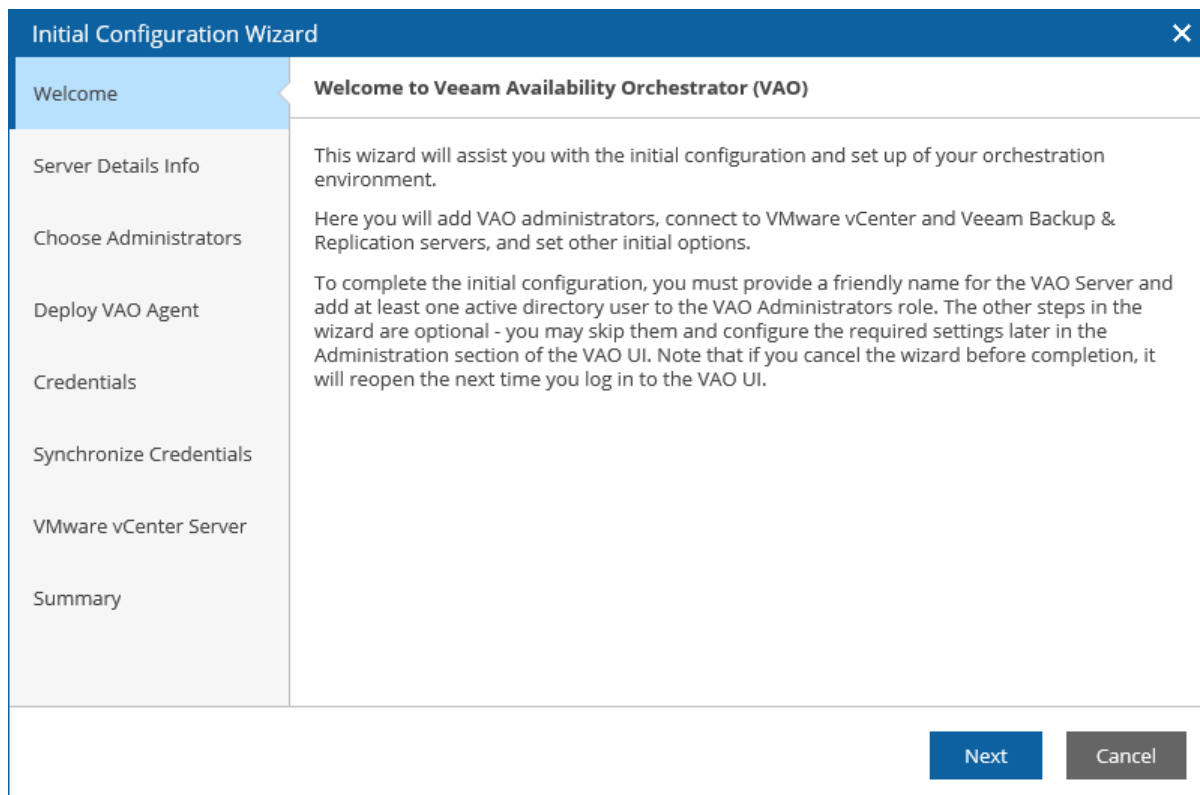 Initial Configuration Wizard
Welcome
Server Details Info
Choose Administrators
Deploy VAO Agent
Credentials
Synchronize Credentials
VMware vCenter Server
Summary
Welcome to Veeam Availability Orchestrator (VAO)
This wizard will assist you with the initial configuration and set up of your orchestration
environment.
Here you will add VAO administrators, connect to VMware vCenter and Veeam Backup &
Replication servers, and set other initial options.
To complete the initial configuration, you must provide a friendly name for the VAO Server and
add at least one active directory user to the VAO Administrators role. The other steps in the
wizard are optional - you may skip them and configure the required settings later in the
Administration section of the VAO UI. Note that if you cancel the wizard before completion, it
will reopen the next time you log in to the VAO UI.
Next
Cancel